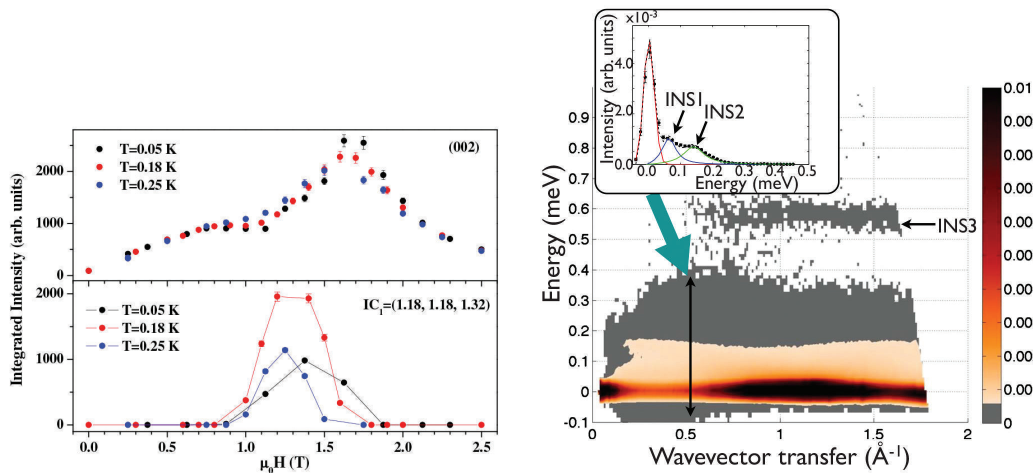 2000
1000
0
(002)
T=0.05 K
T=0.18 K
T=0.25 K
Integrated Intensity (arb. units)
2000
1000
0
IC1=(1.18, 1.18, 1.32)
T=0.05 K
T=0.18 K
T=0.25 K
0.0 0.5 1.0 1.5 2.0 2.5
μ0H (T)
x10-3
Intensity (arb. units)
4.0
2.0
0.0
INS1
INS2
0.0 0.1 0.2 0.3 0.4 0.5
Energy (meV)
Energy (meV)
0.9
0.8
0.7
0.6
0.5
0.4
0.3
0.2
0.1
0
-0.1
INS3
0 0.5 1 1.5 2
Wavevector transfer (Å-1)
0.01
0.00
0.00
0.00
0.00
0.00
0.00
0.00
0.00
0.00
0